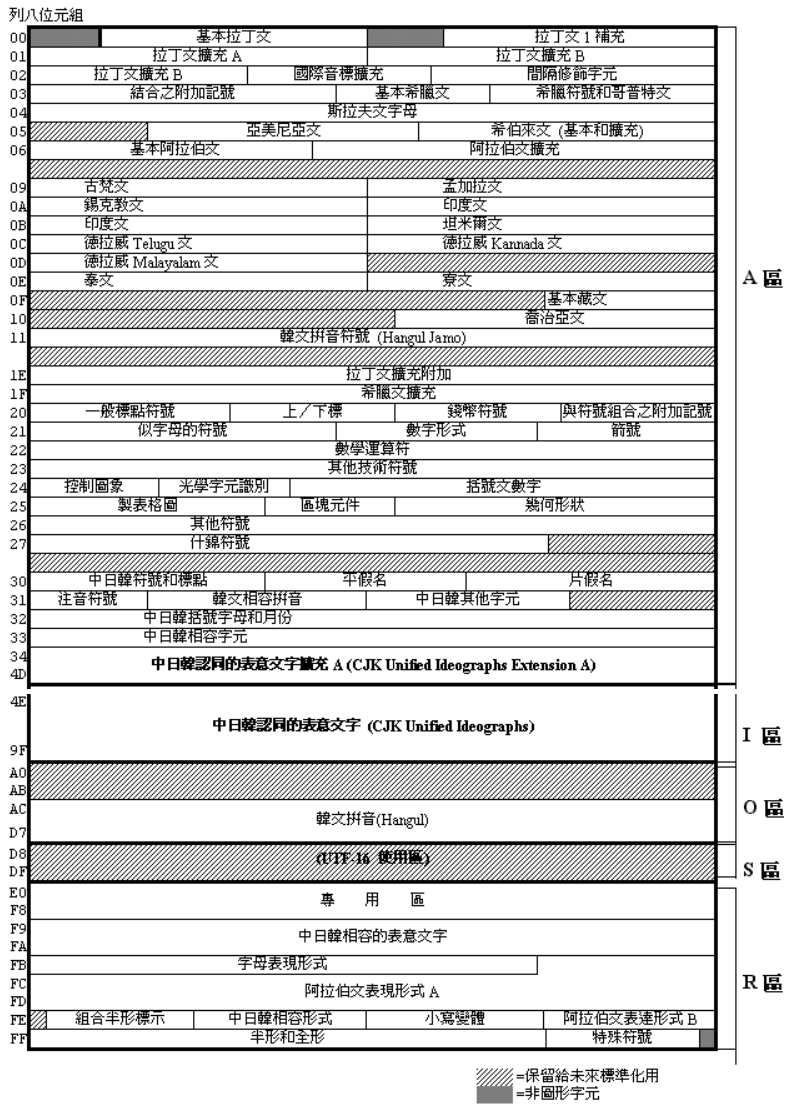 列八位元組
00 基本拉丁文 拉丁文 1 補充
01 拉丁文擴充 A 拉丁文擴充 B
02 拉丁文擴充 B 國際音標擴充 間隔修飾字元
03 結合之附加記號 基本希臘文 希臘符號和哥普特文
04 斯拉夫文字母
05 亞美尼亞文 希伯來文 (基本和擴充)
06 基本阿拉伯文 阿拉伯文擴充
09 古梵文 孟加拉文
0A 錫克教文 印度文
0B 印度文 坦米爾文
0C 德拉威 Telugu 文 德拉威 Kannada 文
0D 德拉威 Malayalam 文
0E 泰文 寮文
A 區
0F 基本藏文
10 喬治亞文
11 韓文拼音符號 (Hangul Jamo)
1E 拉丁文擴充附加
1F 希臘文擴充
20 一般標點符號 上╱下標 錢幣符號 與符號組合之附加記號
21 似字母的符號 數字形式 箭號
22 數學運算符
23 其他技術符號
24 控制圖象 光學字元識別 括號文數字
25 製表格圖 區塊元件 幾何形狀
26 其他符號
27 什錦符號
30 中日韓符號和標點 平假名 片假名
31 注音符號 韓文相容拼音 中日韓其他字元
32 中日韓括號字母和月份
33 中日韓相容字元
34
中日韓認同的表意文字擴充 A (CJK Unified Ideographs Extension A)
4D
4E
中日韓認同的表意文字 (CJK Unified Ideographs)
I 區
9F
A0
AB
O 區
AC
韓文拼音(Hangul)
D7
D8
(UTF-16 使用區)
DF
S 區
E0
專 用 區
F8
F9
中日韓相容的表意文字
FA
FB 字母表現形式
R 區
FC
阿拉伯文表現形式 A
FD
FE 組合半形標示 中日韓相容形式 小寫變體 阿拉伯文表達形式 B
FF 半形和全形 特殊符號
=保留給未來標準化用
=非圖形字元